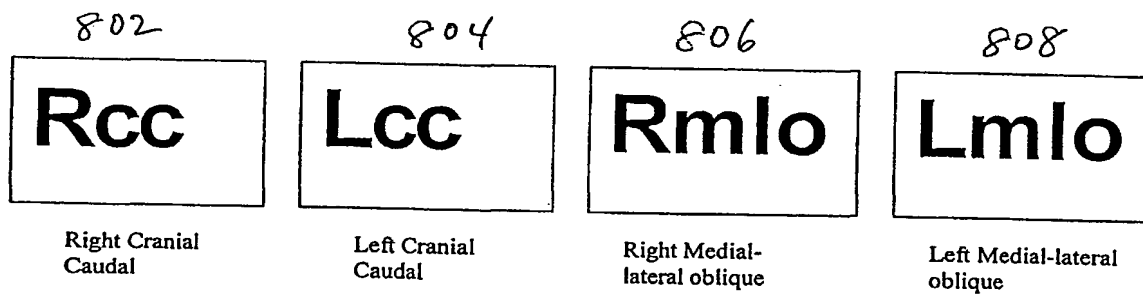 802 804 806 808
Rcc Lcc Rmlo Lmlo
Right Cranial
Caudal
Left Cranial
Caudal
Right Medial-
lateral oblique
Left Medial-lateral
oblique